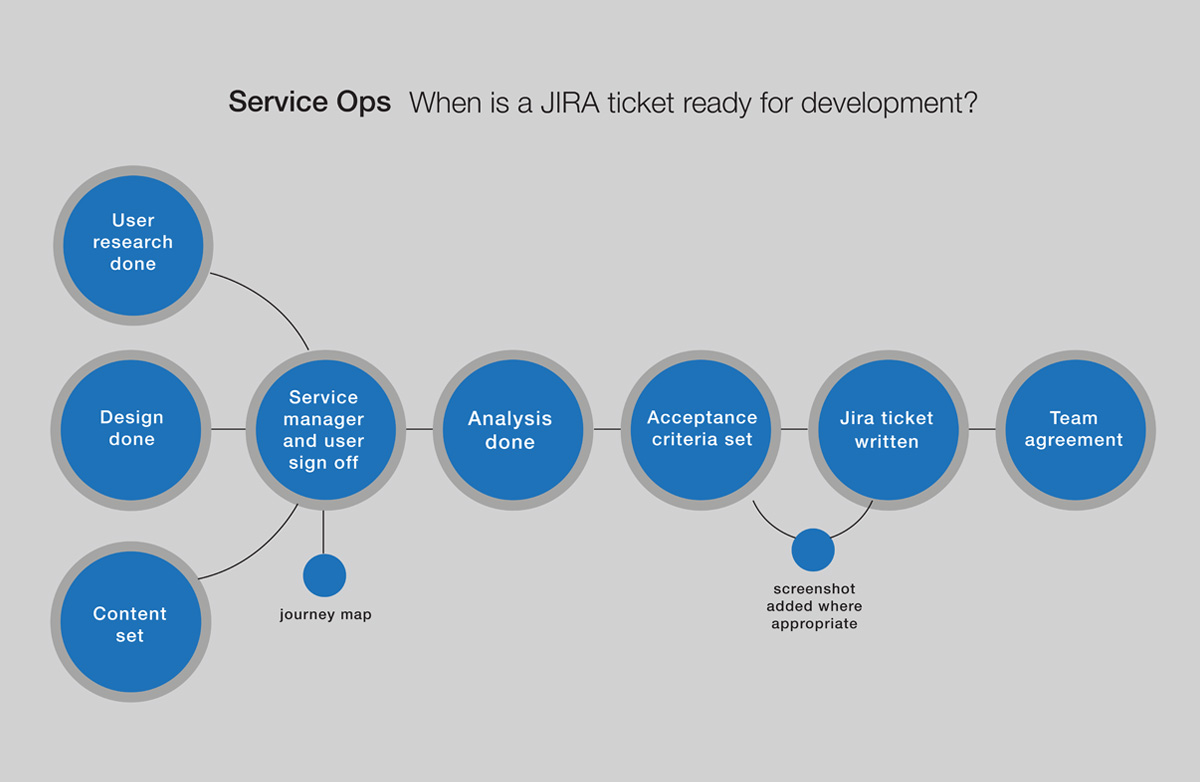 Service Ops When is a JIRA ticket ready for development?
User
research
done
Design
done
Content
set
Service
manager
and user
sign off
journey map
Analysis
done
Acceptance
criteria set
screenshot
added where
appropriate
Jira ticket
written
Team
agreement